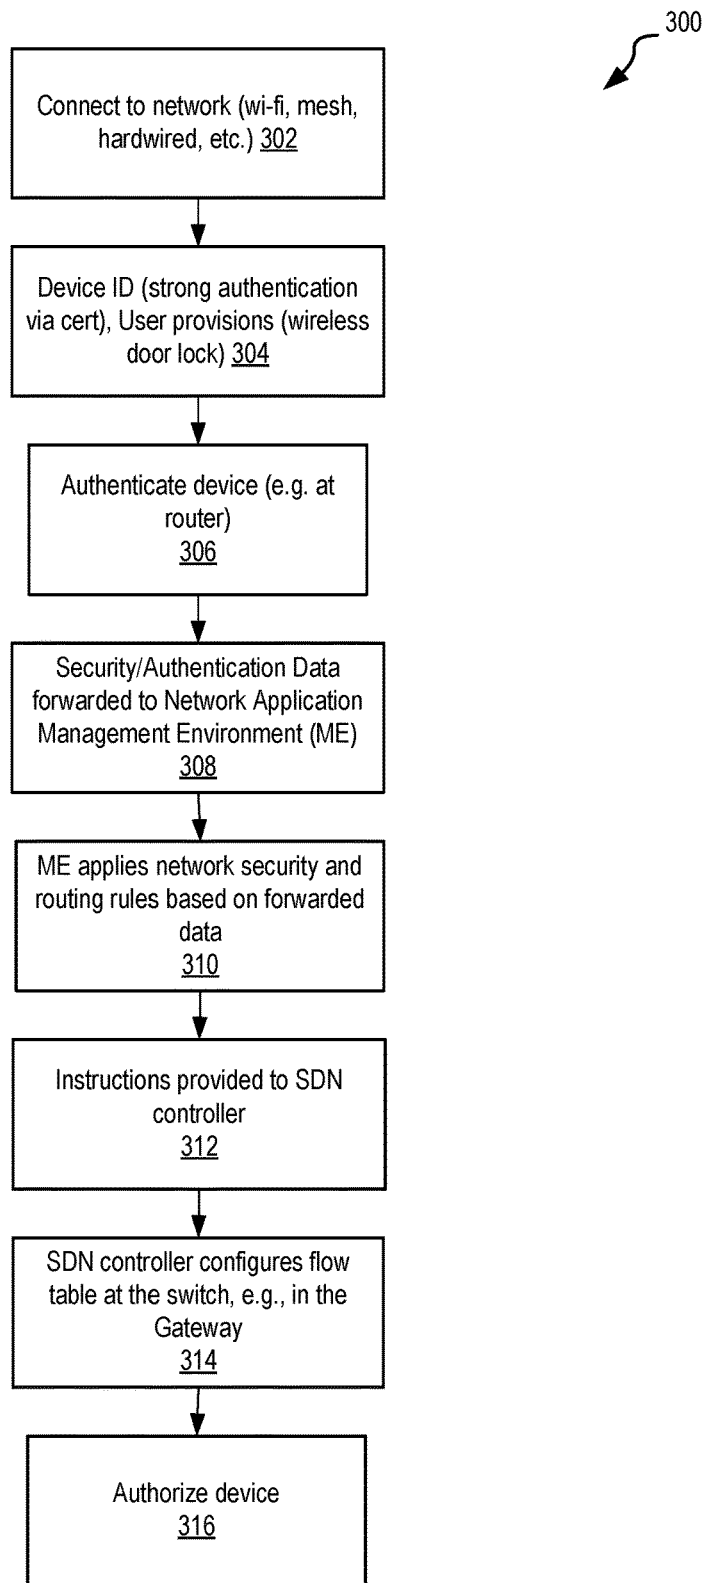 300
Connect to network (wi-fi, mesh,
hardwired, etc.) 302
Device ID (strong authentication
via cert), User provisions (wireless
door lock) 304
Authenticate device (e.g. at
router)
306
Security/Authentication Data
forwarded to Network Application
Management Environment (ME)
308
ME applies network security and
routing rules based on forwarded
data
310
Instructions provided to SDN
controller
312
SDN controller configures flow
table at the switch, e.g., in the
Gateway
314
Authorize device
316